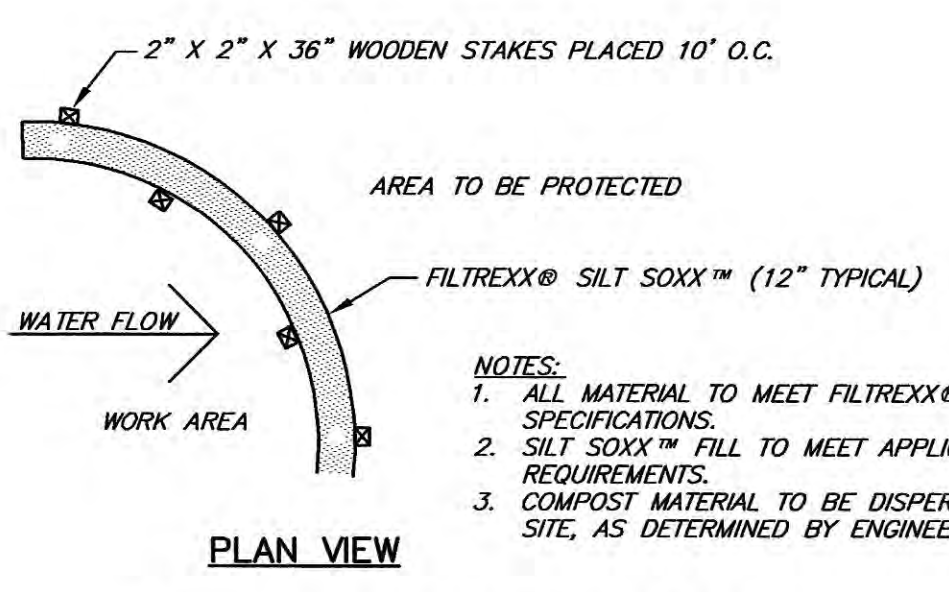 2" X 2" X 36" WOODEN STAKES PLACED 10' O.C.
AREA TO BE PROTECTED
FILTREXX® SILT SOXX™ (12" TYPICAL)
WATER FLOW
WORK AREA
NOTES:
1. ALL MATERIAL TO MEET FILTREXX®
SPECIFICATIONS.
2. SILT SOXX™ FILL TO MEET
REQUIREMENTS.
3. COMPOST MATERIAL TO BE
SITE, AS DETERMINED BY
PLAN VIEW